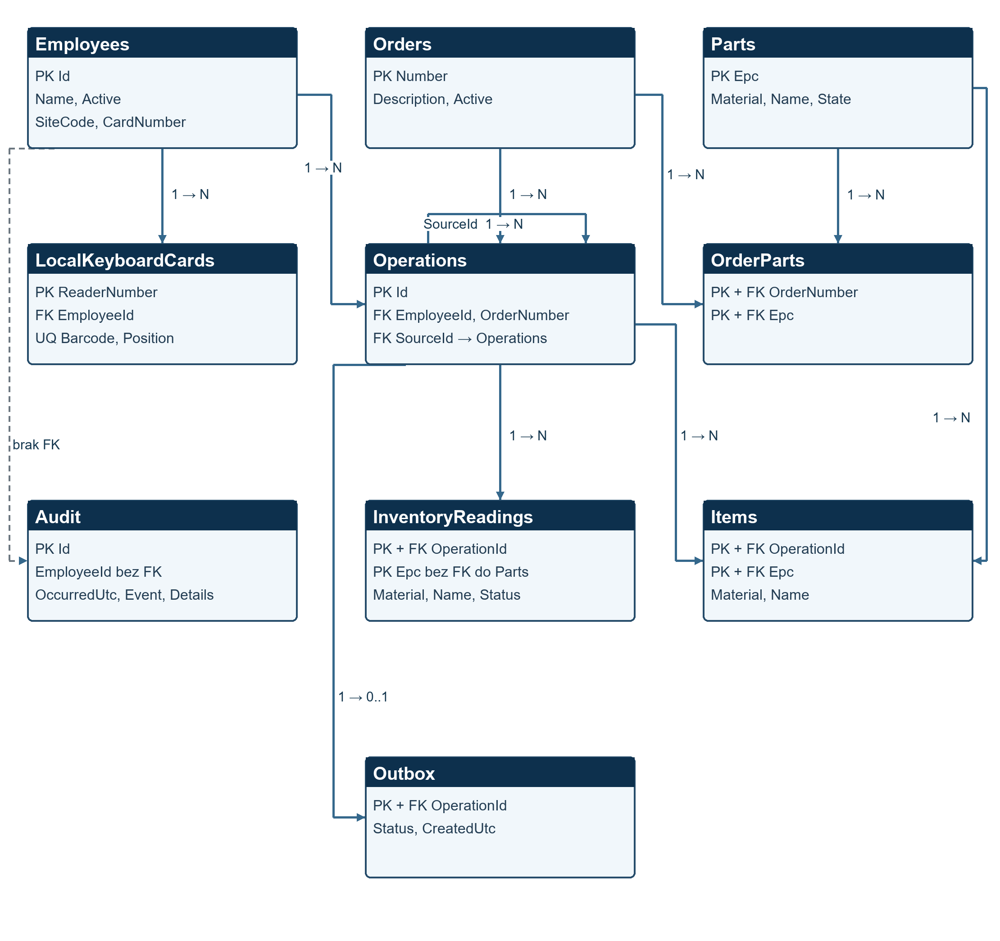 Employees
PK Id
Name, Active
SiteCode, CardNumber
Orders
PK Number
Description, Active
Parts
PK Epc
Material, Name, State
1 → N
1 → N
1 → N
1 → N
1 → N
SourceId 1 → N
LocalKeyboardCards
PK ReaderNumber
FK EmployeeId
UQ Barcode, Position
Operations
PK Id
FK EmployeeId, OrderNumber
FK SourceId → Operations
OrderParts
PK + FK OrderNumber
PK + FK Epc
brak FK
1 → N
1 → N
1 → N
Audit
PK Id
EmployeeId bez FK
OccurredUtc, Event, Details
InventoryReadings
PK + FK OperationId
PK Epc bez FK do Parts
Material, Name, Status
Items
PK + FK OperationId
PK + FK Epc
Material, Name
1 → 0..1
Outbox
PK + FK OperationId
Status, CreatedUtc